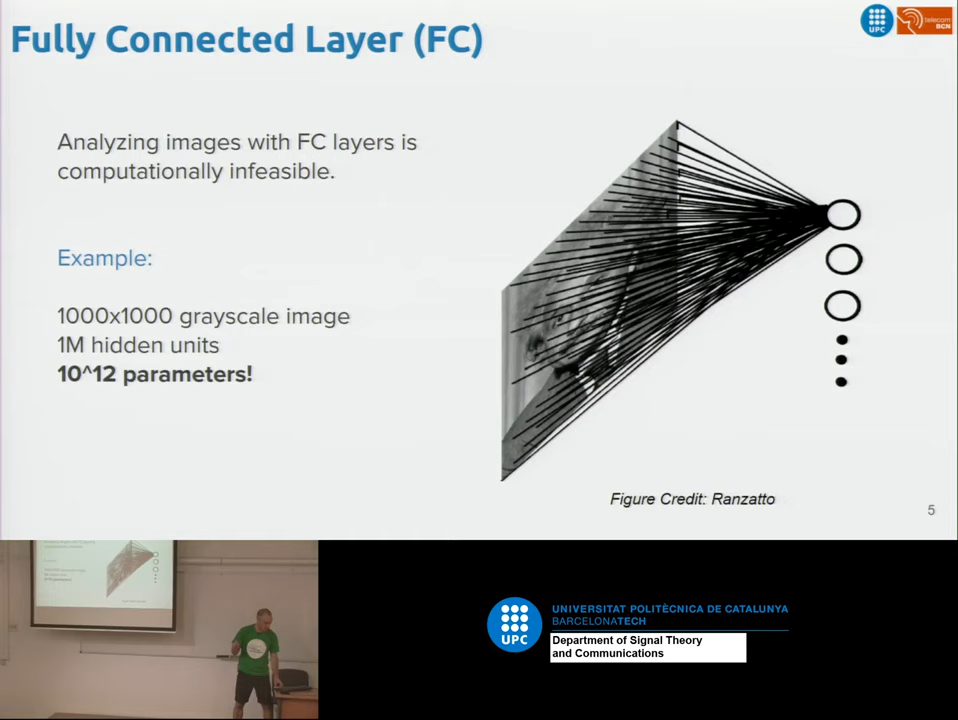 Fully Connected Layer (FC)
UPC
telecom
BCN
Analyzing images with FC layers is
computationally infeasible.
Example:
1000x1000 grayscale image
1M hidden units
10^12 parameters!
Figure Credit: Ranzatto
5
UPC
UNIVERSITAT POLITÈCNICA DE CATALUNYA
BARCELONATECH
Department of Signal Theory
and Communications